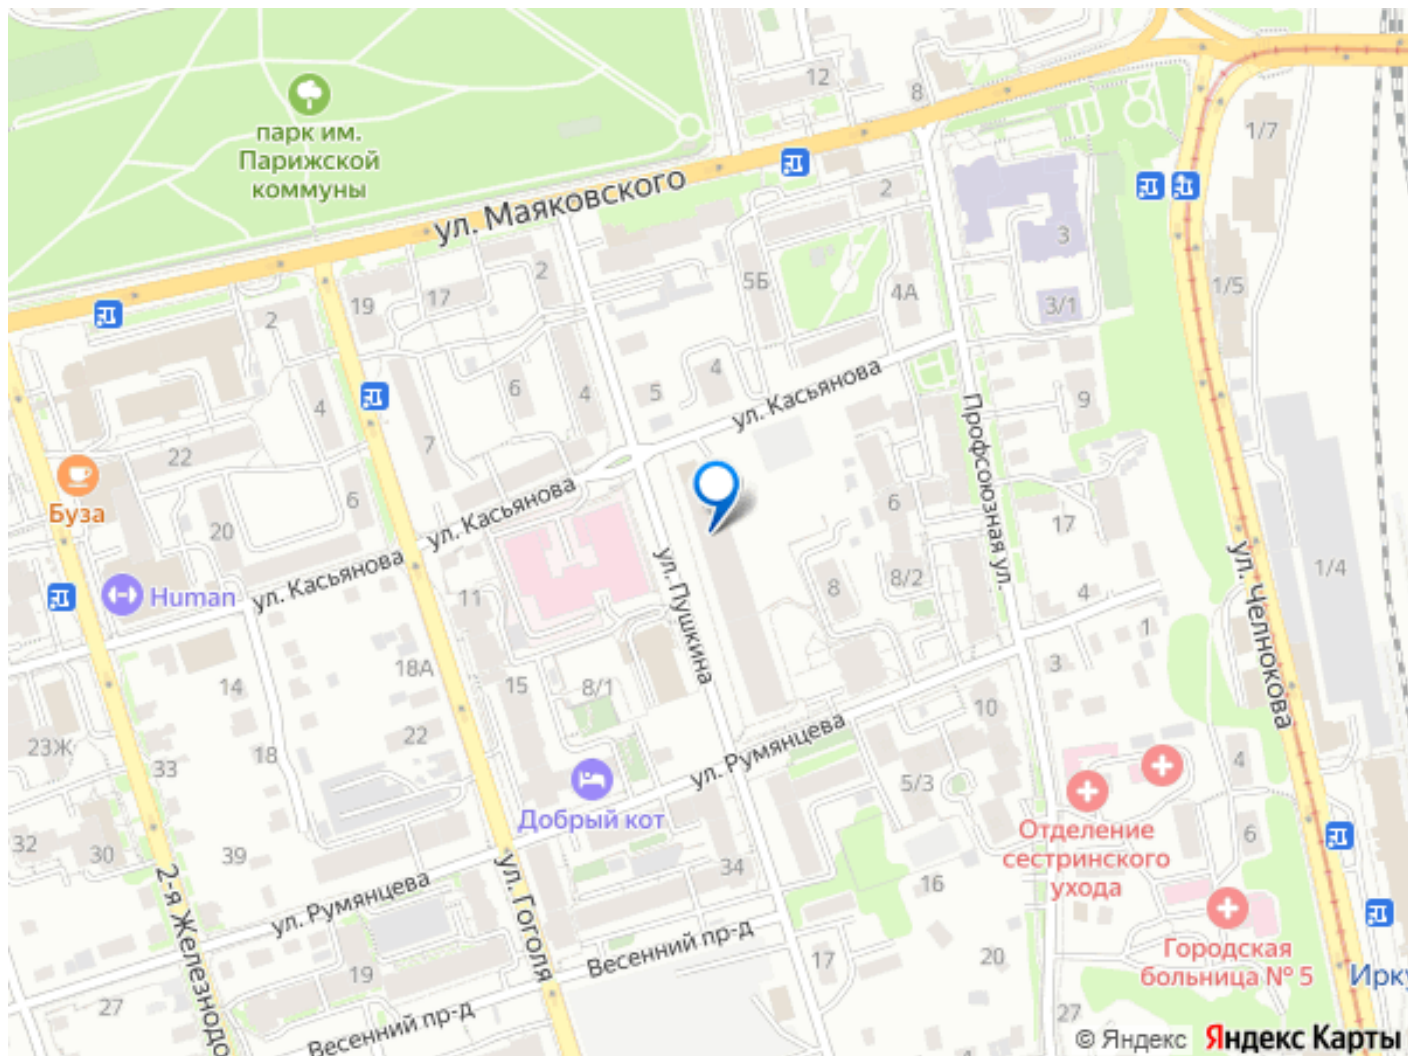 12
8
1/7
парк им.
Парижской
коммуны
ул. Маяковского
2
3
2
5Б
4А
3/1
1/5
19
17
2
4
6
4
5
4
ул. Касьянова
9
Профсоюзная ул.
7
22
6
Буза
20
ул. Касьянова
6
17
ул. Касьянова
Human
11
ул. Пушкина
8
8/2
4
1/4
ул. Челнокова
1
3
18А
14
15
8/1
10
22
23Ж
18
33
ул. Румянцева
5/3
4
Добрый кот
6
32
30
39
Отделение
сестринского
ухода
34
16
ул. Румянцева
ул. Гоголя
2-я Железнодо
Весенний пр-д
Городская
больница № 5
17
20
19
27
27
Весенний пр-д
Ирку
© Яндекс Яндекс Карты